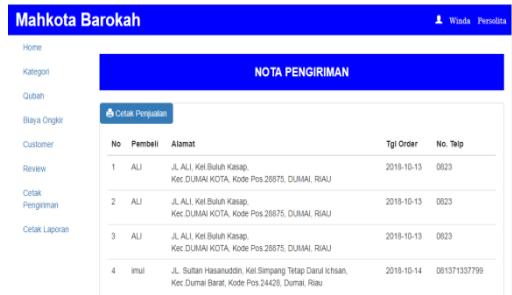 Mahkota Barokah
Winda Persolita
Home
Kategori
Qubah
Biaya Ongkir
Customer
Review
Cetak
Pengiriman
Cetak Laporan
NOTA PENGIRIMAN
Cetak Penjualan
No Pembeli Alamat Tgl Order No. Telp
1 ALI JL.ALI, Kel.Buluh Kasap, 2018-10-13 0823
Kec.DUMAI KOTA, Kode Pos.28875, DUMAI, RIAU
2 ALI JL.ALI, Kel.Buluh Kasap, 2018-10-13 0823
Kec.DUMAI KOTA, Kode Pos.28875, DUMAI, RIAU
3 ALI JL.ALI, Kel.Buluh Kasap, 2018-10-13 0823
Kec.DUMAI KOTA, Kode Pos.28875, DUMAI, RIAU
4 imul JL. Sultan Hasanuddin, Kel.Simpang Tetap Darul Ichsan, 2018-10-14 081371337799
Kec.Dumai Barat, Kode Pos.24428, Dumai, Riau